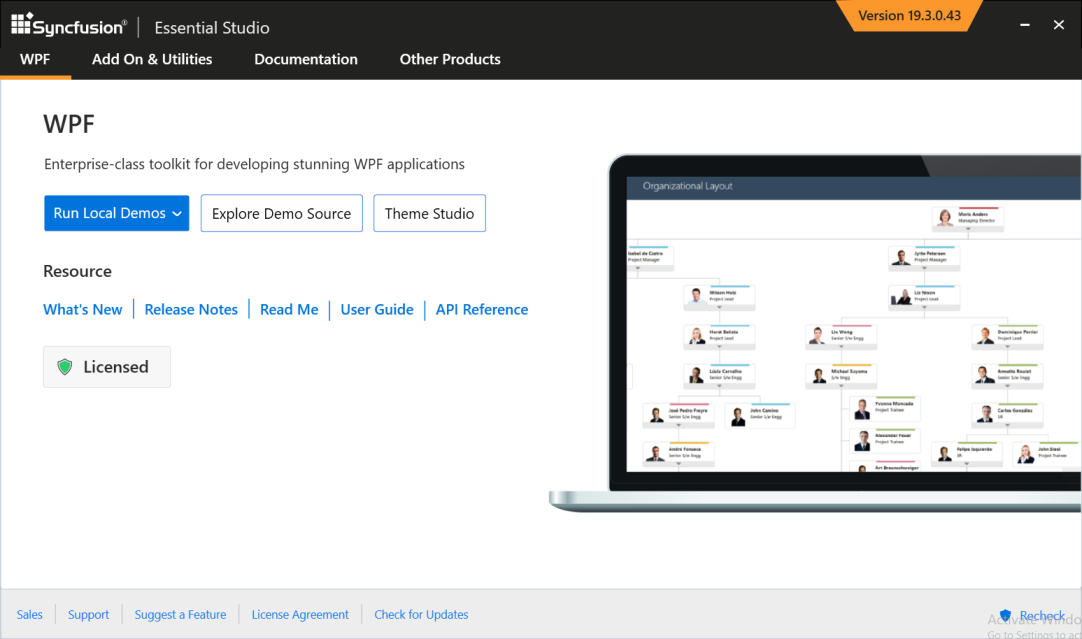 Syncfusion® Essential Studio
Version 19.3.0.43
WPF Add On & Utilities Documentation Other Products
WPF
Enterprise-class toolkit for developing stunning WPF applications
Run Local Demos Explore Demo Source Theme Studio
Resource
What's New Release Notes Read Me User Guide API Reference
Licensed
Organizational Layout
Maria Anders
Managing Director
Isabel de Castro
Project Manager
Jytte Petersen
Project Manager
Wilson Holz
Project Lead
Liz Nixon
Project Lead
Horst Batista
Project Lead
Liu Wong
Senior S/w Engg
Dominique Perrier
Project Lead
Lúcia Carvalho
Senior S/w Engg
Michael Suyama
S/w Engg
Annette Roulet
Senior S/w Engg
José Pedro Freyre
Senior S/w Engg
John Camino
Senior S/w Engg
Yvonne Moncada
Project Trainee
Carlos González
SR
Alexander Feuer
Project Trainee
André Fonseca
Senior S/w Engg
Felipe Izquierdo
SR
John Steel
Project Trainee
Art Braunschweiger
Sales Support Suggest a Feature License Agreement Check for Updates
Recheck
Activate Windo
Go to Settings to act